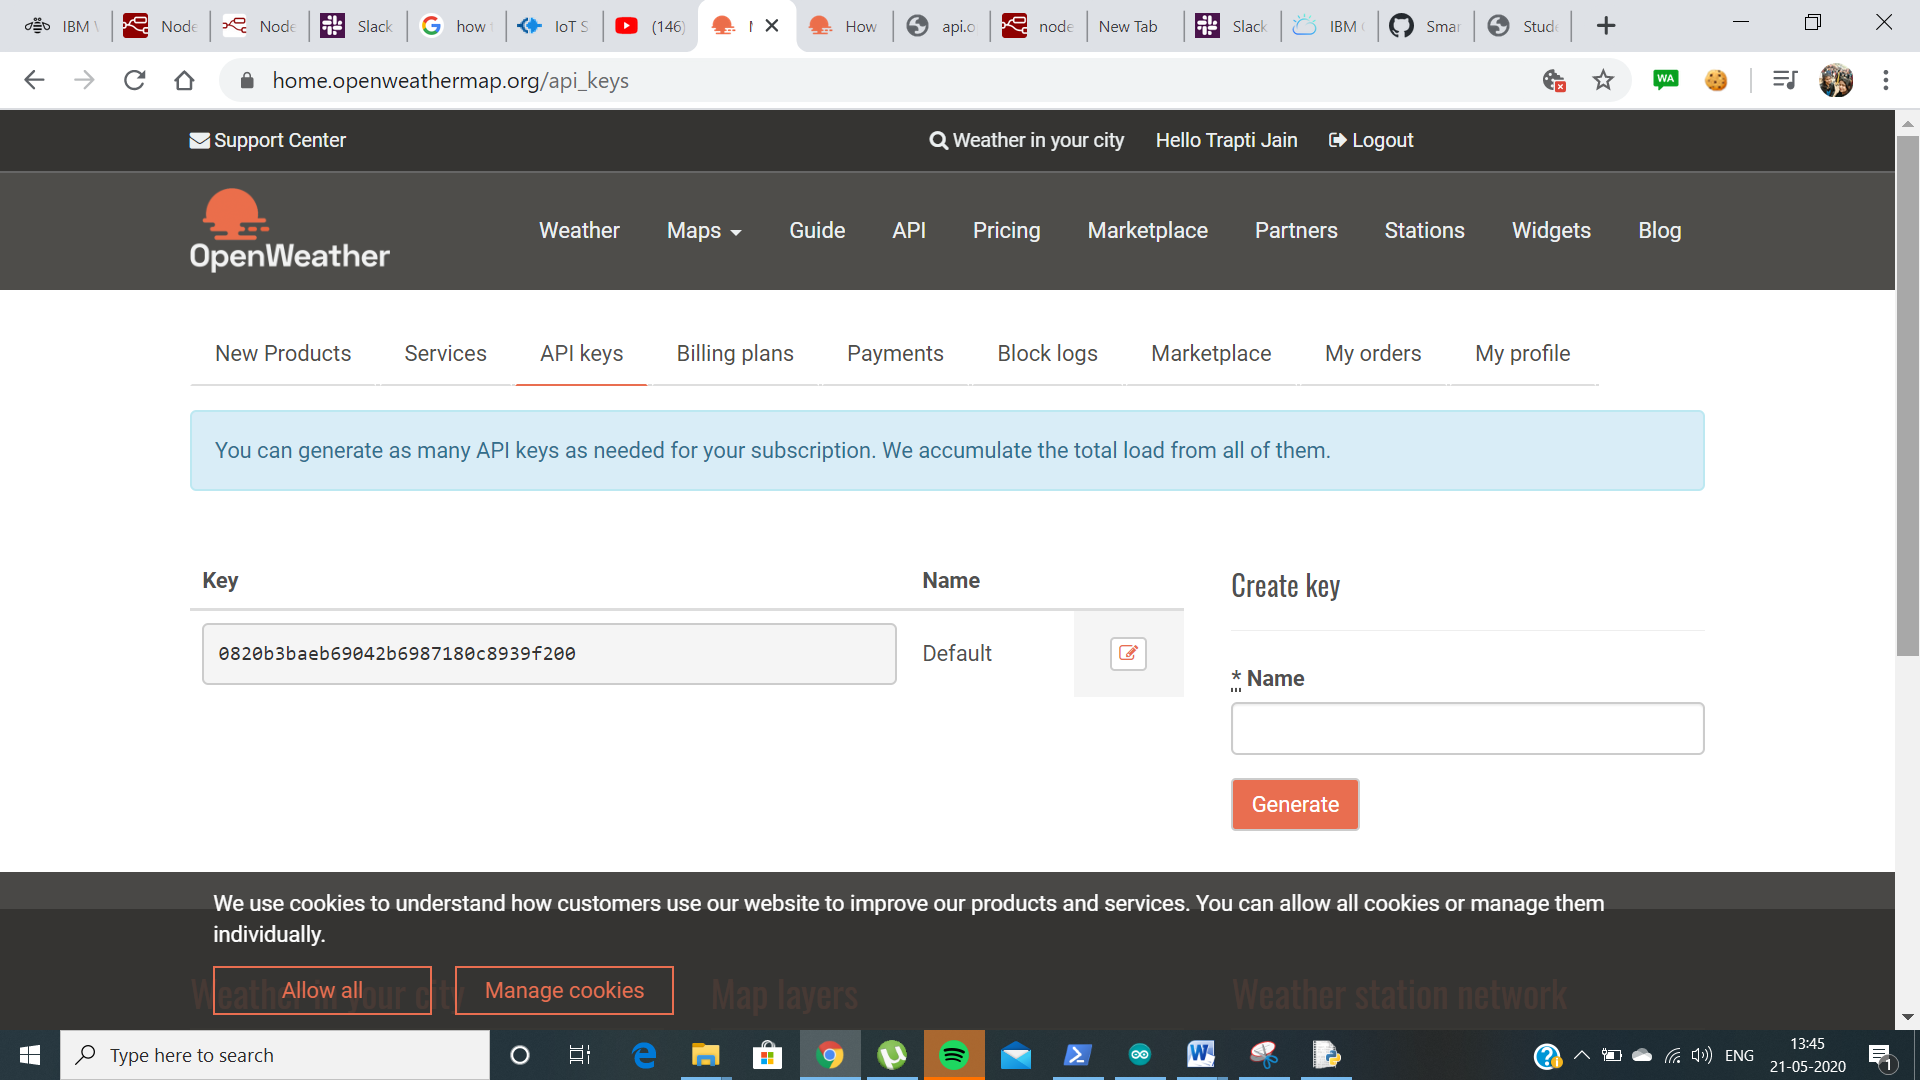 IBM
Node
Node
Slack
how
IoT S
(146)
How
api.o
node
New Tab
Slack
IBM
Smar
Stud
home.openweathermap.org/api_keys
WA
Support Center
Weather in your city
Hello Trapti Jain
Logout
OpenWeather
Weather
Maps
Guide
API
Pricing
Marketplace
Partners
Stations
Widgets
Blog
New Products
Services
API keys
Billing plans
Payments
Block logs
Marketplace
My orders
My profile
You can generate as many API keys as needed for your subscription. We accumulate the total load from all of them.
Key
Name
Create key
0820b3baeb69042b6987180c8939f200
Default
* Name
Generate
We use cookies to understand how customers use our website to improve our products and services. You can allow all cookies or manage them
individually.
Weather in your city
Allow all
Manage cookies
Map layers
Weather station network
Type here to search
ENG
13:45
21-05-2020
1